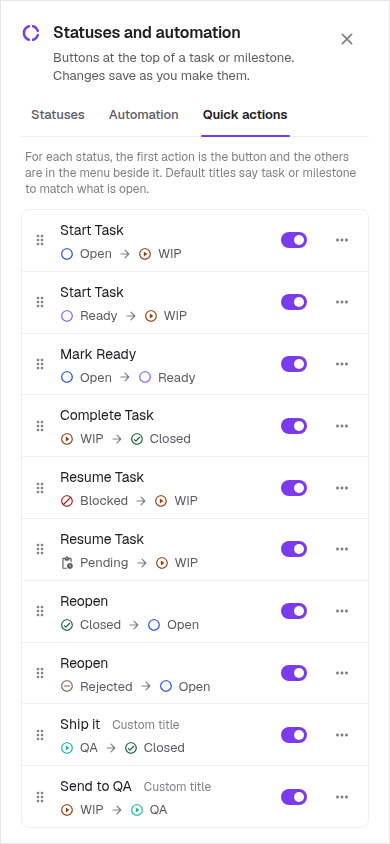 Statuses and automation
Buttons at the top of a task or milestone.
Changes save as you make them.
Statuses Automation Quick actions
For each status, the first action is the button and the others
are in the menu beside it. Default titles say task or milestone
to match what is open.
Start Task
Open → WIP
Start Task
Ready → WIP
Mark Ready
Open → Ready
Complete Task
WIP → Closed
Resume Task
Blocked → WIP
Resume Task
Pending → WIP
Reopen
Closed → Open
Reopen
Rejected → Open
Ship it Custom title
QA → Closed
Send to QA Custom title
WIP → QA